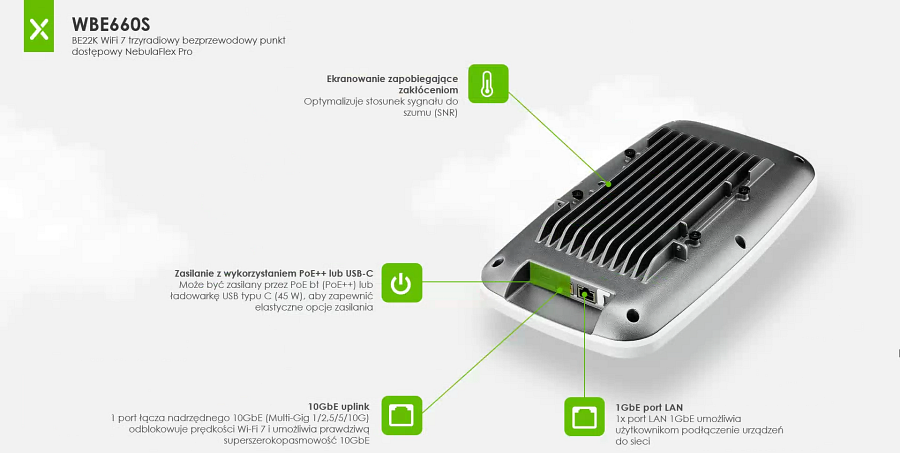 WBE660S
BE22K WiFi 7 trzyradiowy bezprzewodowy punkt
dostępowy NebulaFlex Pro
Ekranowanie zapobiegające
zakłóceniom
Optymalizuje stosunek sygnału do
szumu (SNR)
Zasilanie z wykorzystaniem PoE++ lub USB-C
Może być zasilany przez PoE bt (PoE++) lub
ładowarkę USB typu C (45 W), aby zapewnić
elastyczne opcje zasilania
10GbE uplink
1 port łącza nadrzędnego 10GbE (Multi-Gig 1/2,5/5/10G)
odblokowuje prędkości Wi-Fi 7 i umożliwia prawdziwą
superszerokopasmowość 10GbE
1GbE port LAN
1x port LAN 1GbE umożliwia
użytkownikom podłączenie urządzeń
do sieci